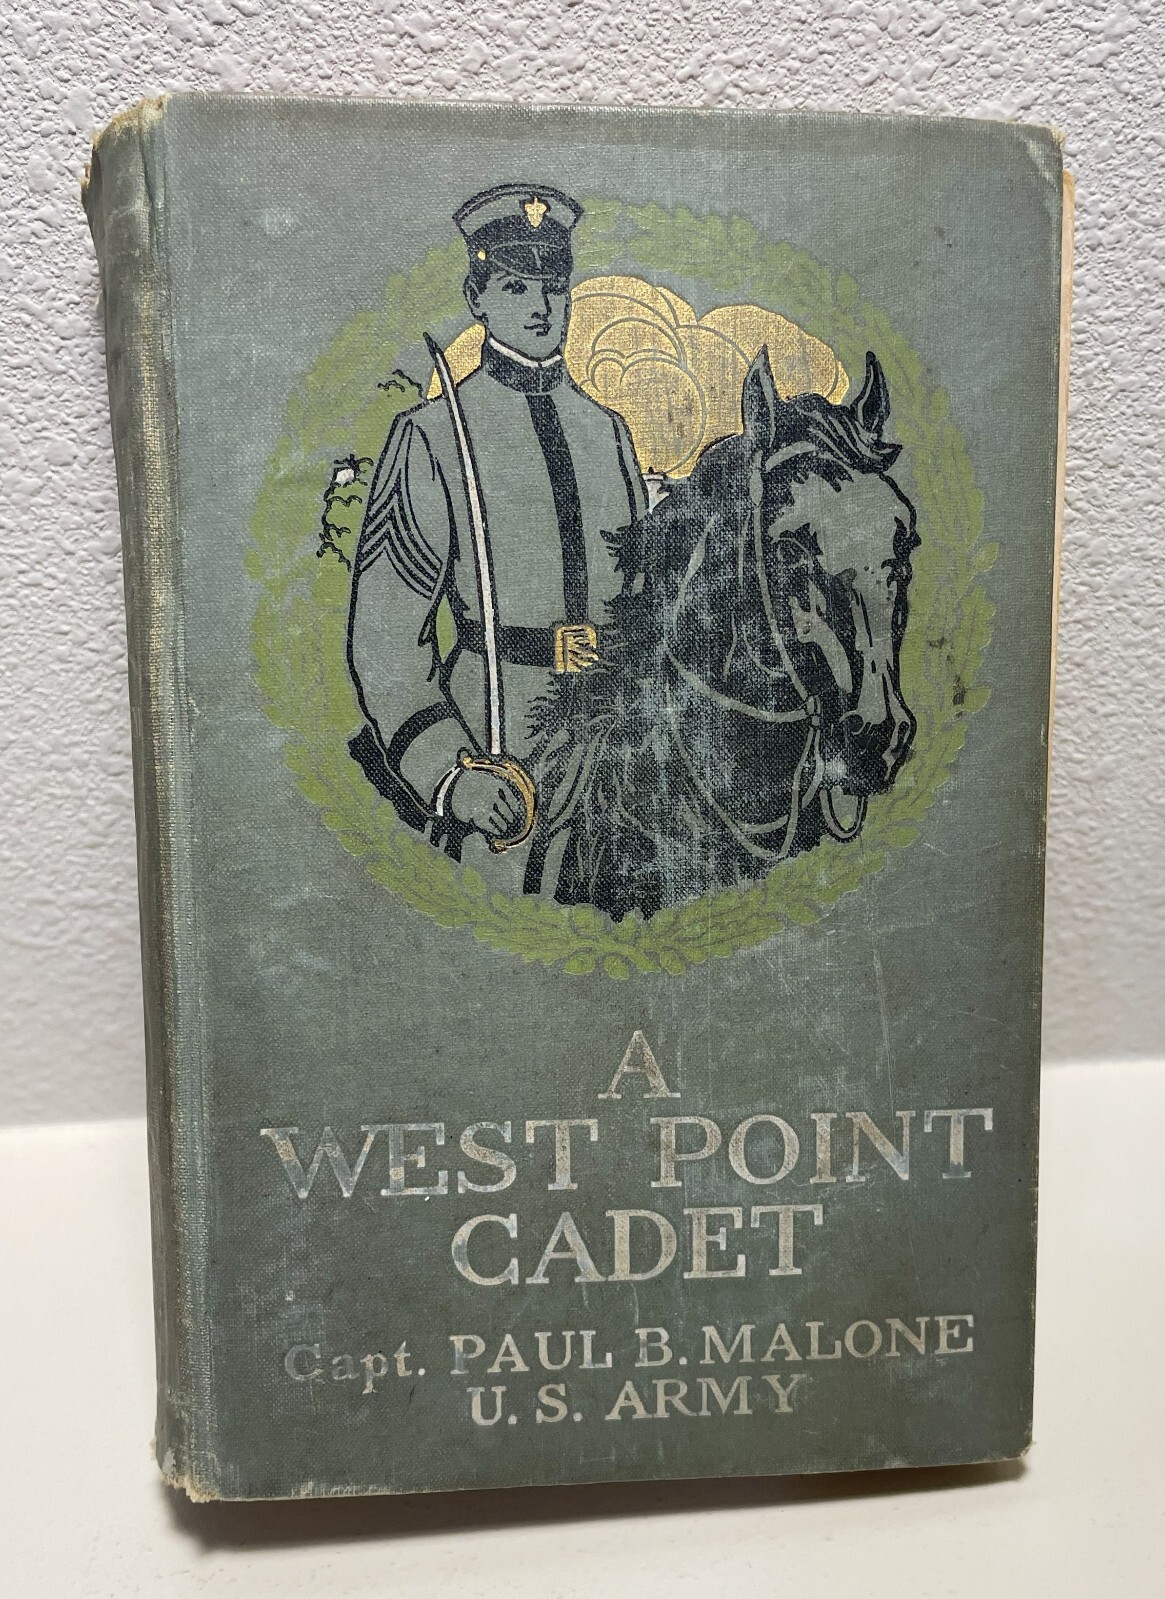 A
WEST POINT
CADET
Capt. PAUL B. MALONE
U.S. ARMY